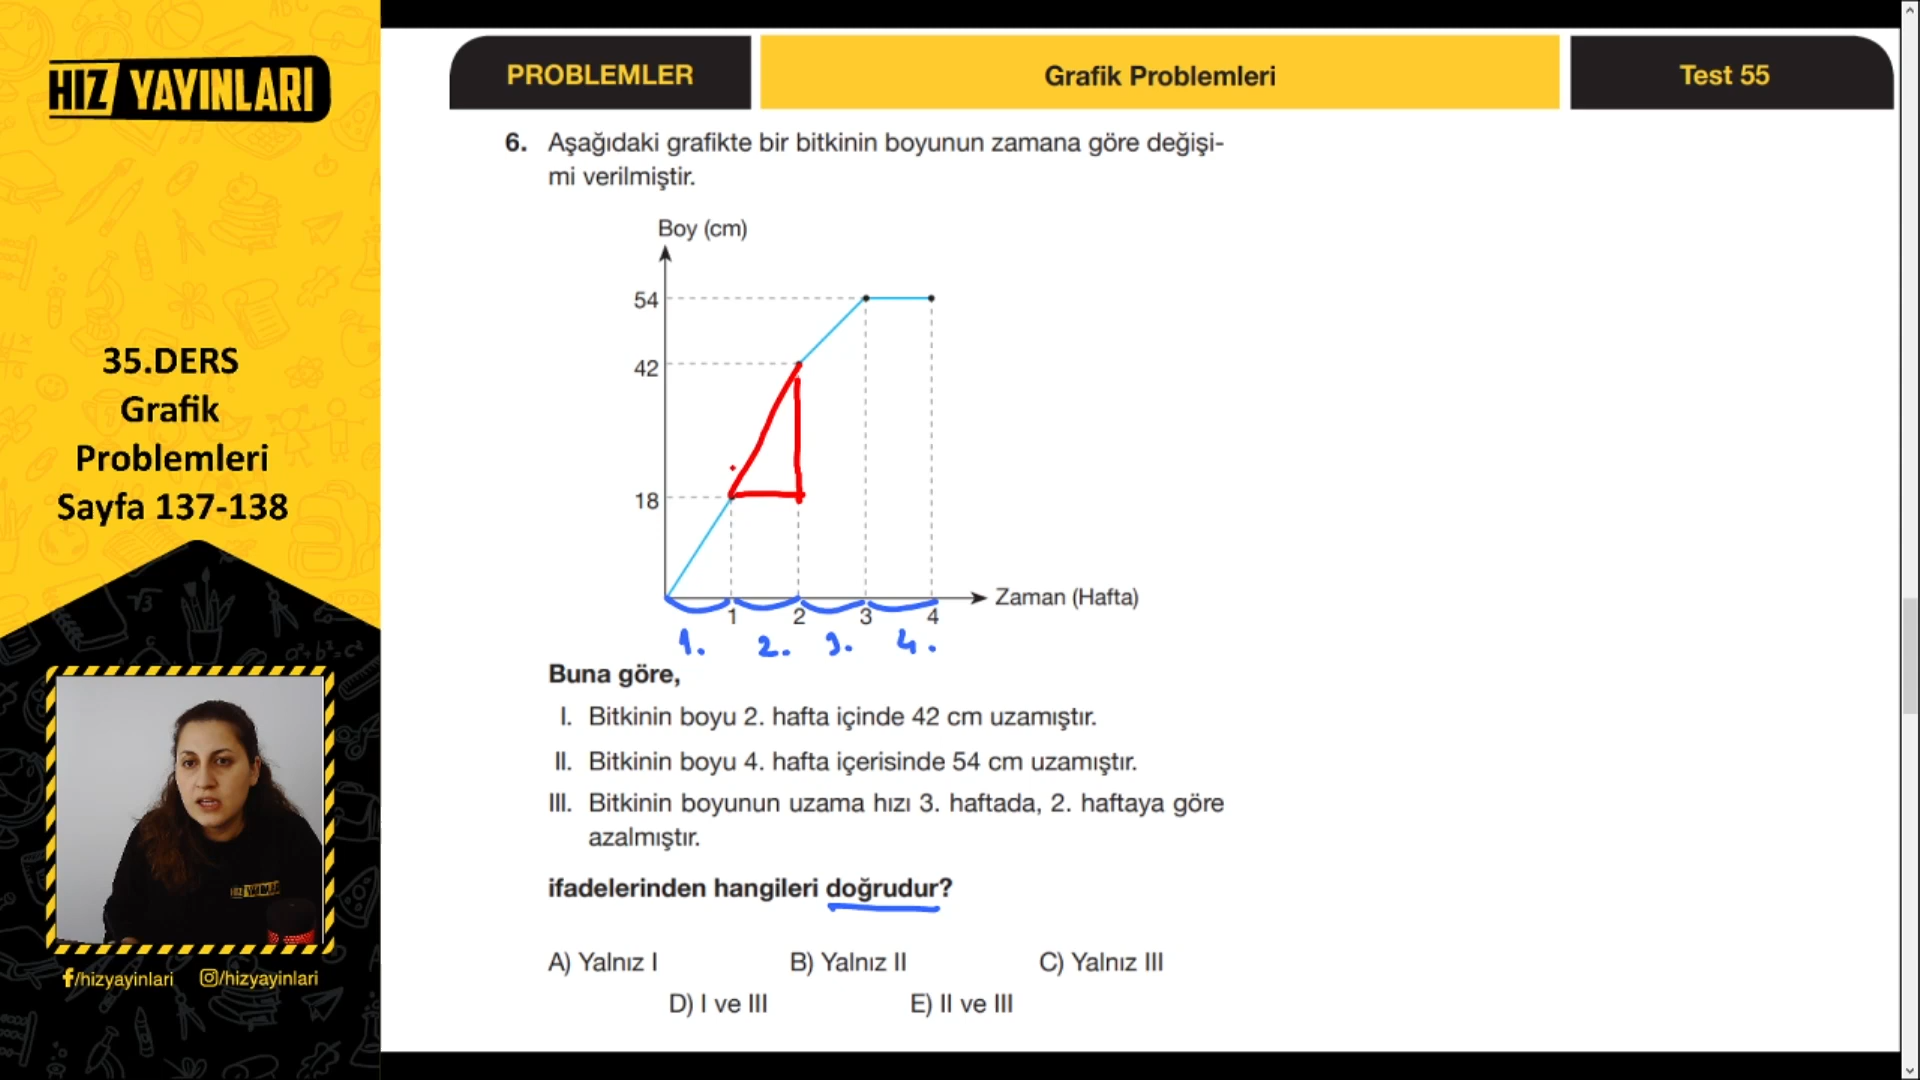 HIZ YAYINLARI
35.DERS
Grafik
Problemleri
Sayfa 137-138
f/hizyayinlari /hizyayinlari
PROBLEMLER
Grafik Problemleri
Test 55
6. Aşağıdaki grafikte bir bitkinin boyunun zamana göre değişi-
mi verilmiştir.
Boy (cm)
54
42
18
1 2 3 4 Zaman (Hafta)
1. 2. 3. 4.
Buna göre,
I. Bitkinin boyu 2. hafta içinde 42 cm uzamıştır.
II. Bitkinin boyu 4. hafta içerisinde 54 cm uzamıştır.
III. Bitkinin boyunun uzama hızı 3. haftada, 2. haftaya göre
azalmıştır.
ifadelerinden hangileri doğrudur?
A) Yalnız I B) Yalnız II C) Yalnız III
D) I ve III E) II ve III